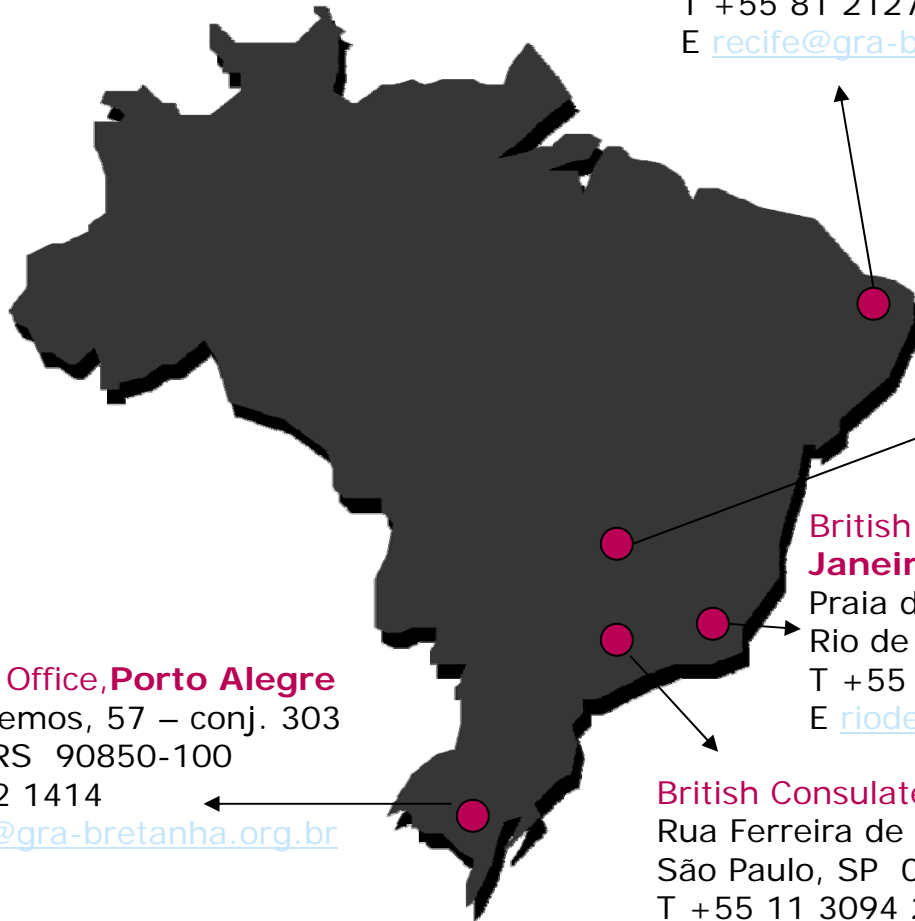 T +55 81 2127
E recife@gra-b
British
Janeir
Praia d
Rio de
T +55
E riode
Office,Porto Alegre
emos, 57 – conj. 303
RS 90850-100
2 1414
@gra-bretanha.org.br
British Consulate
Rua Ferreira de
São Paulo, SP 0
T +55 11 3094